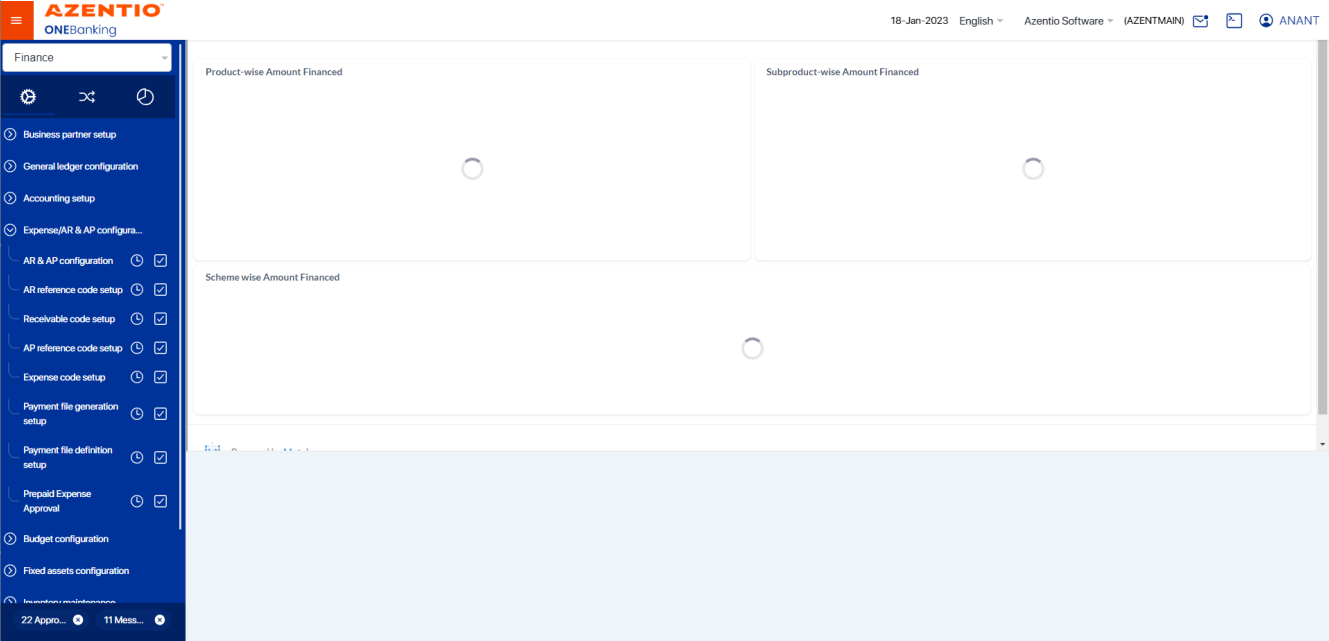 AZENTIO
ONEBanking
18-Jan-2023 English Azentio Software (AZENTMAIN) ANANT
Finance
Business partner setup
General ledger configuration
Accounting setup
Expense/AR & AP configura...
AR & AP configuration
AR reference code setup
Receivable code setup
AP reference code setup
Expense code setup
Payment file generation
setup
Payment file definition
setup
Prepaid Expense
Approval
Budget configuration
Fixed assets configuration
Inventory maintenance
22 Appro... 11 Mess...
Product-wise Amount Financed
Subproduct-wise Amount Financed
Scheme wise Amount Financed